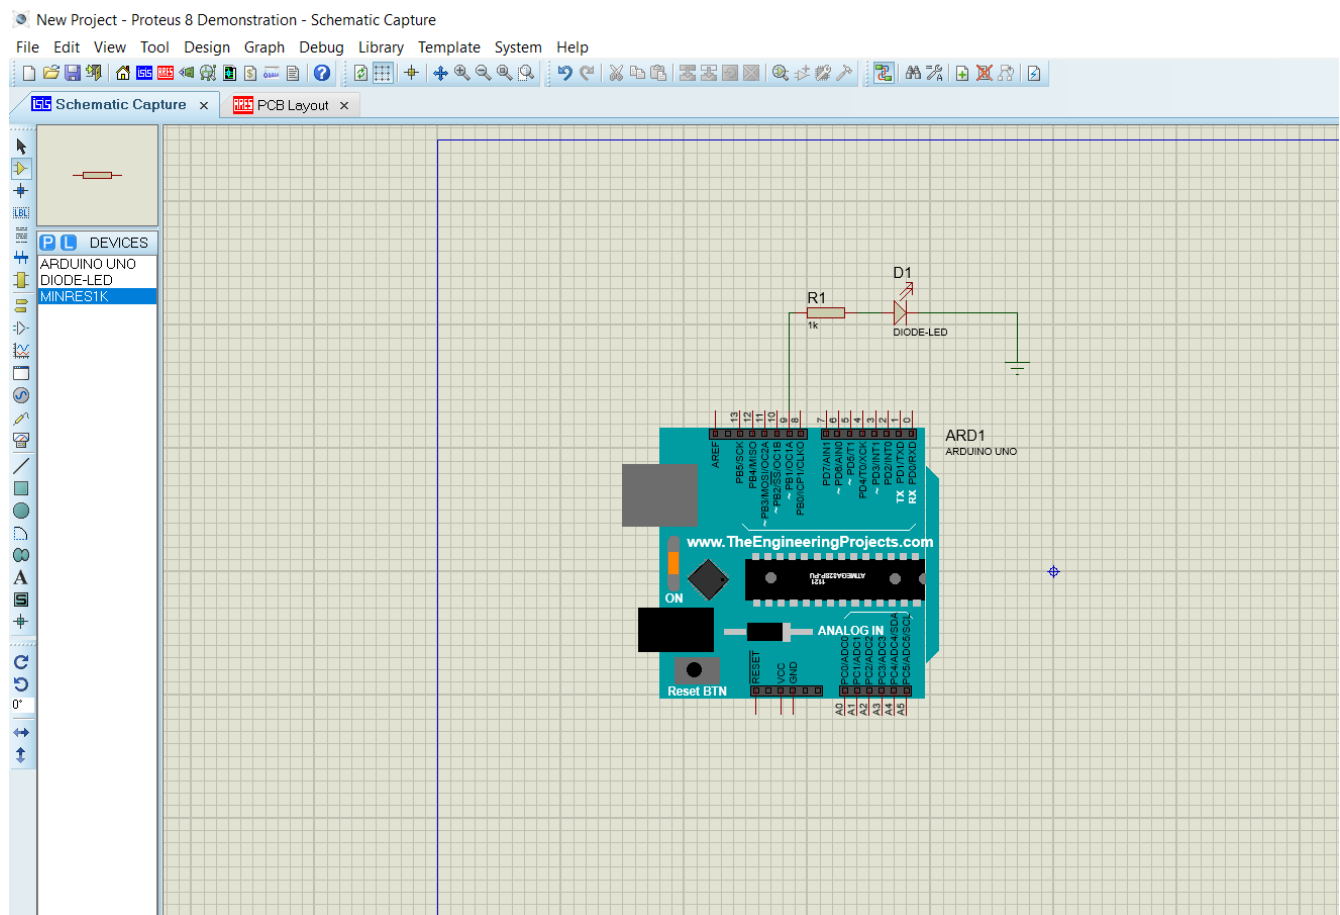 New Project - Proteus 8 Demonstration - Schematic Capture
File Edit View Tool Design Graph Debug Library Template System Help
Schematic Capture x PCB Layout x
P L DEVICES
ARDUINO UNO
DIODE-LED
MINRES1K
LBL
A
S
0°
D1
R1
1k
DIODE-LED
13 12 11 10 9 8 7 6 5 4 3 2 1 0
ARD1
ARDUINO UNO
AREF
PB5/SCK
PB4/MISO
~PB3/MOSI/OC2A
~PB2/SS/OC1B
~PB1/OC1A
PB0/ICP1/CLKO
PD7/AIN1
~PD6/AIN0
~PD5/T1
PD4/T0/XCK
~PD3/INT1
PD2/INT0
TX PD1/TXD
RX PD0/RXD
www.TheEngineeringProjects.com
1121
ATMEGA328P-PU
ON
ANALOG IN
Reset BTN
RESET
VCC
GND
PC0/ADC0
PC1/ADC1
PC2/ADC2
PC3/ADC3
PC4/ADC4/SDA
PC5/ADC5/SCL
A0 A1 A2 A3 A4 A5